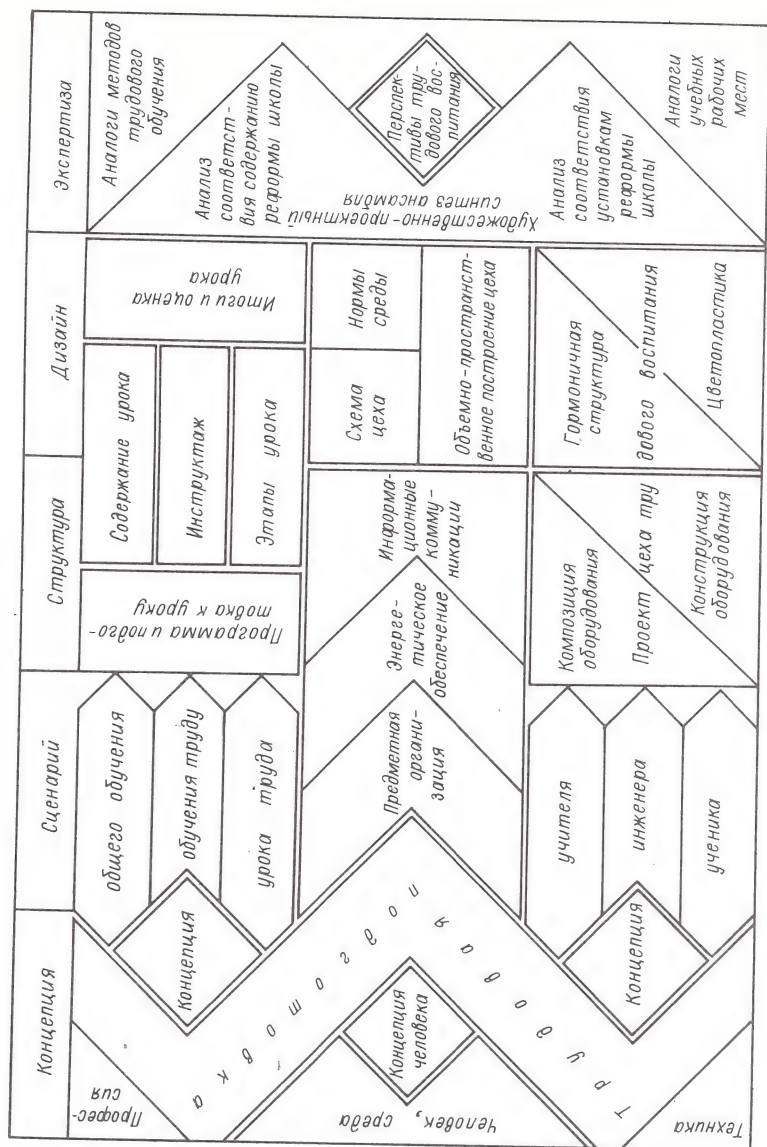 Концепция
Сценарий
Структура
Дизайн
Экспертиза
Профес-
сия
Концепция
общего обучения
обучения труду
урока труда
Программа и подго-
товка к уроку
Содержание урока
Инструктаж
Этапы урока
Итоги и оценка
урока
Аналоги методов
трудового
обучения
Анализ
соответст-
вия содержанию
реформы школы
Человек, среда
Концепция
человека
Трудовая подготовка
Предметная
органи-
зация
Энерге-
тическое
обеспечение
Информа-
ционные
комму-
никации
Схема
цеха
Нормы
среды
Объемно-пространст-
венное построение цеха
Художественно-проектный
синтез ансамбля
Перспек-
тивы тру-
дового вос-
питания
Техника
Концепция
учителя
инженера
ученика
Композиция
оборудования
Проект цеха тру
дового воспитания
Конструкция
оборудования
Гормоничная
структура
Цветопластика
Анализ
соответствия
установкам
реформы
школы
Аналоги
учебных
рабочих
мест